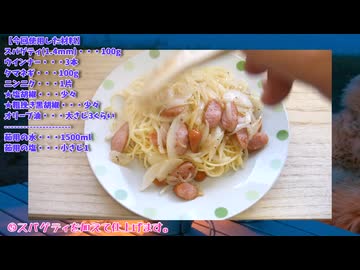 【今回使用した材料】
スパゲティ(1.4mm)・・・100g
ウインナー・・・3本
タマネギ・・・100g
ニンニク・・・1片
★塩胡椒・・・少々
★粗挽き黒胡椒・・・少々
オリーブ油・・・大さじ3くらい
--------------------
茹用の水・・・1500ml
茹用の塩・・・小さじ1
スパゲティを加えて仕上げます。